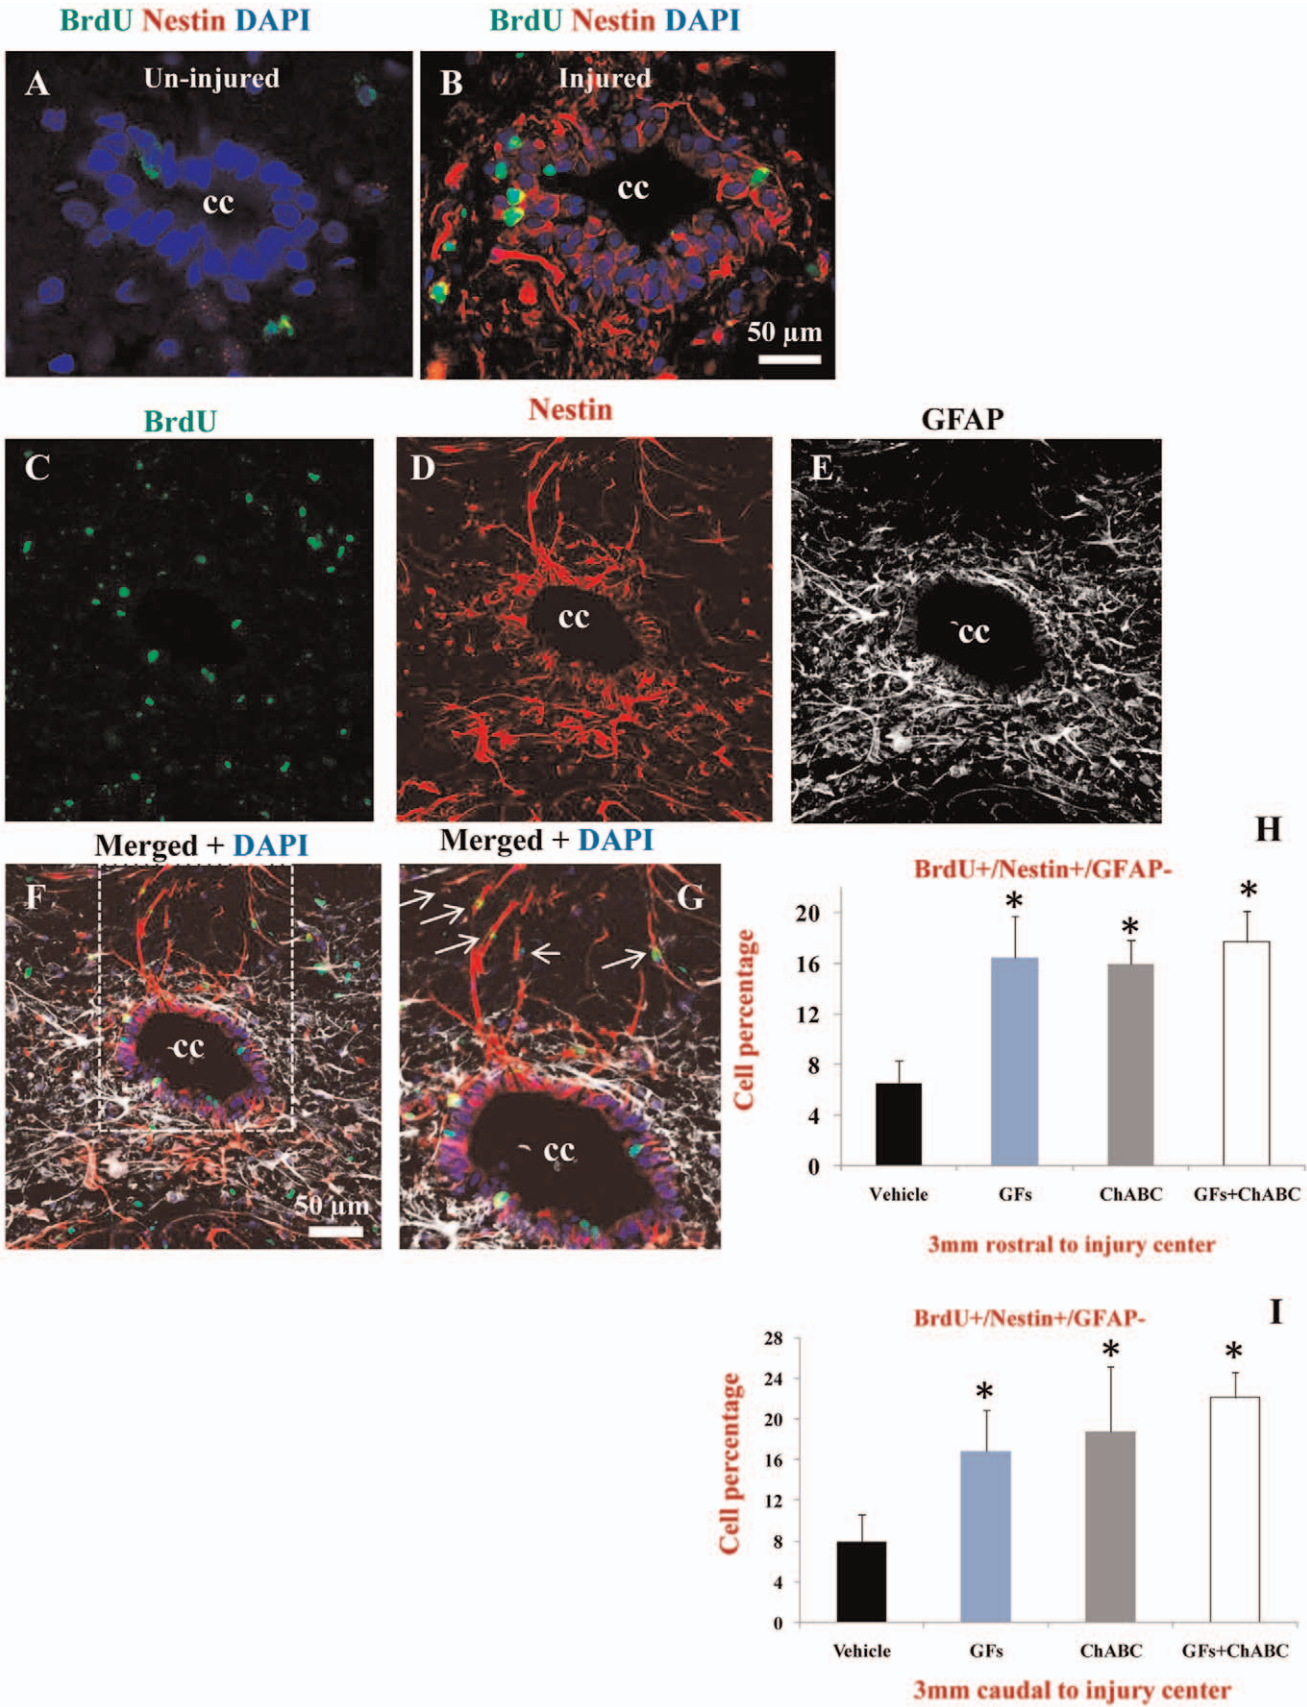 BrdU Nestin DAPI
BrdU Nestin DAPI
A
Un-injured
cc
B
Injured
cc
50 µm
BrdU
Nestin
GFAP
C
D
cc
E
cc
Merged + DAPI
Merged + DAPI
F
cc
50 µm
G
cc
H
BrdU+/Nestin+/GFAP-
Cell percentage
20
16
12
8
4
0
*
*
*
Vehicle GFs ChABC GFs+ChABC
3mm rostral to injury center
I
BrdU+/Nestin+/GFAP-
Cell percentage
28
24
20
16
12
8
4
0
*
*
*
Vehicle GFs ChABC GFs+ChABC
3mm caudal to injury center